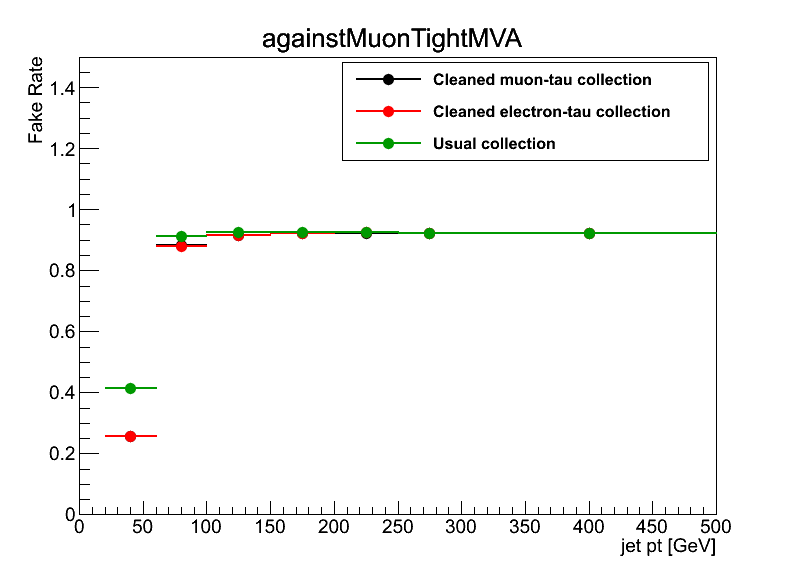 againstMuonTightMVA
Fake Rate
Cleaned muon-tau collection
Cleaned electron-tau collection
Usual collection
1.4
1.2
1
0.8
0.6
0.4
0.2
0
0 50 100 150 200 250 300 350 400 450 500
jet pt [GeV]